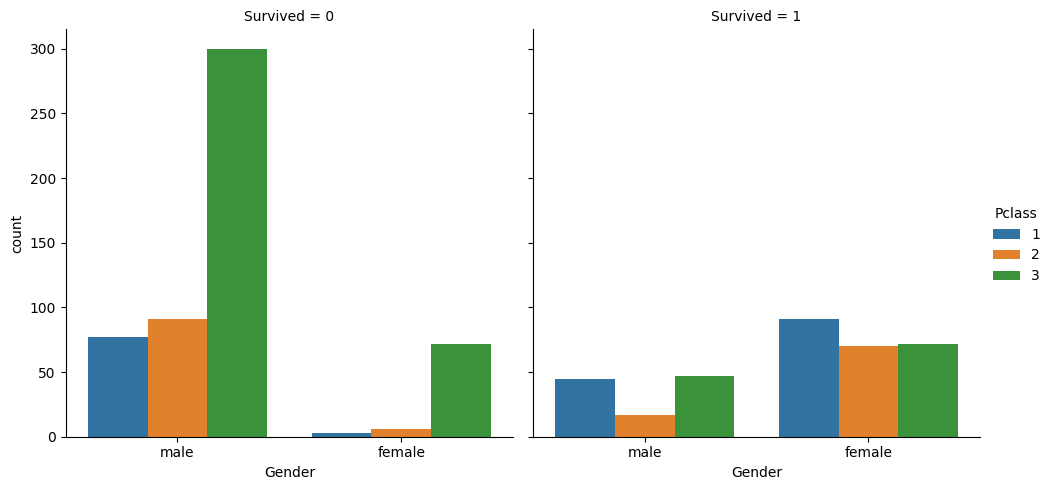 Survived = 0
Survived = 1
300
250
200
150
100
50
0
count
male
female
Gender
male
female
Gender
Pclass
1
2
3